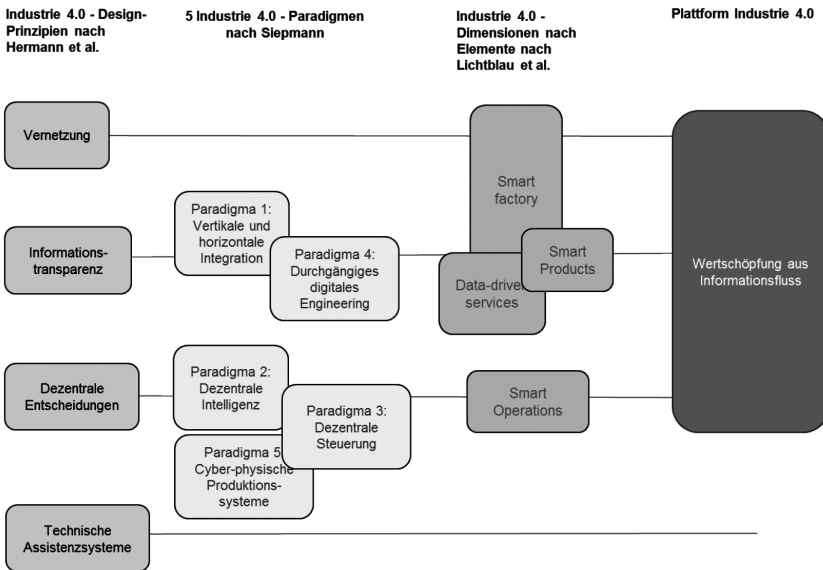 Industrie 4.0 - Design-
Prinzipien nach
Hermann et al.
5 Industrie 4.0 - Paradigmen
nach Siepmann
Industrie 4.0 -
Dimensionen nach
Elemente nach
Lichtblau et al.
Plattform Industrie 4.0
Vernetzung
Smart
factory
Paradigma 1:
Vertikale und
horizontale
Integration
Informations-
transparenz
Paradigma 4:
Durchgängiges
digitales
Engineering
Smart
Products
Data-driven
services
Wertschöpfung aus
Informationsfluss
Dezentrale
Entscheidungen
Paradigma 2:
Dezentrale
Intelligenz
Paradigma 3:
Dezentrale
Steuerung
Smart
Operations
Paradigma 5
Cyber-physische
Produktions-
systeme
Technische
Assistenzsysteme